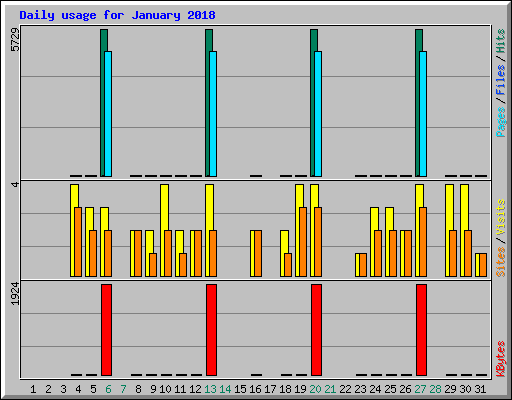 Daily usage for January 2018
5729
4
1924
Pages/Files/Hits
Sites/Visits
KBytes
1 2 3 4 5 6 7 8 9 10 11 12 13 14 15 16 17 18 19 20 21 22 23 24 25 26 27 28 29 30 31